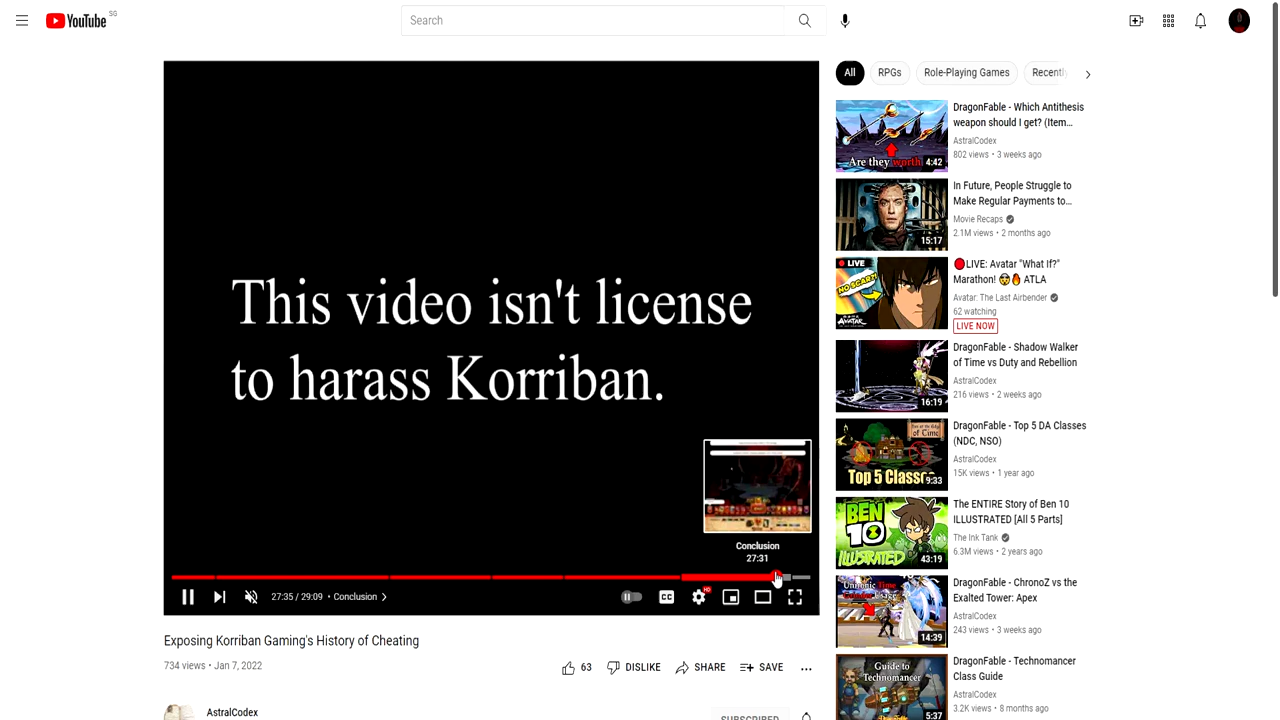 YouTube SG
Search
This video isn't license
to harass Korriban.
Conclusion
27:31
27:35 / 29:09 • Conclusion
HD
Exposing Korriban Gaming's History of Cheating
734 views • Jan 7, 2022
63 DISLIKE SHARE SAVE
AstralCodex
SUBSCRIBED
All RPGs Role-Playing Games Recently
DragonFable - Which Antithesis
weapon should I get? (Item...
AstralCodex
802 views • 3 weeks ago
Are they worth
4:42
In Future, People Struggle to
Make Regular Payments to...
Movie Recaps
2.1M views • 2 months ago
15:17
LIVE: Avatar "What If?"
Marathon! ATLA
Avatar: The Last Airbender
62 watching
LIVE NOW
LIVE
NO SCAR?!
AVATAR
DragonFable - Shadow Walker
of Time vs Duty and Rebellion
AstralCodex
216 views • 2 weeks ago
16:19
DragonFable - Top 5 DA Classes
(NDC, NSO)
AstralCodex
15K views • 1 year ago
Top 5 Classes
9:33
The ENTIRE Story of Ben 10
ILLUSTRATED [All 5 Parts]
The Ink Tank
6.3M views • 2 years ago
BEN
10
ILLUSTRATED
43:19
DragonFable - ChronoZ vs the
Exalted Tower: Apex
AstralCodex
243 views • 3 weeks ago
14:39
DragonFable - Technomancer
Class Guide
AstralCodex
3.2K views • 8 months ago
Guide to
Technomancer
5:37